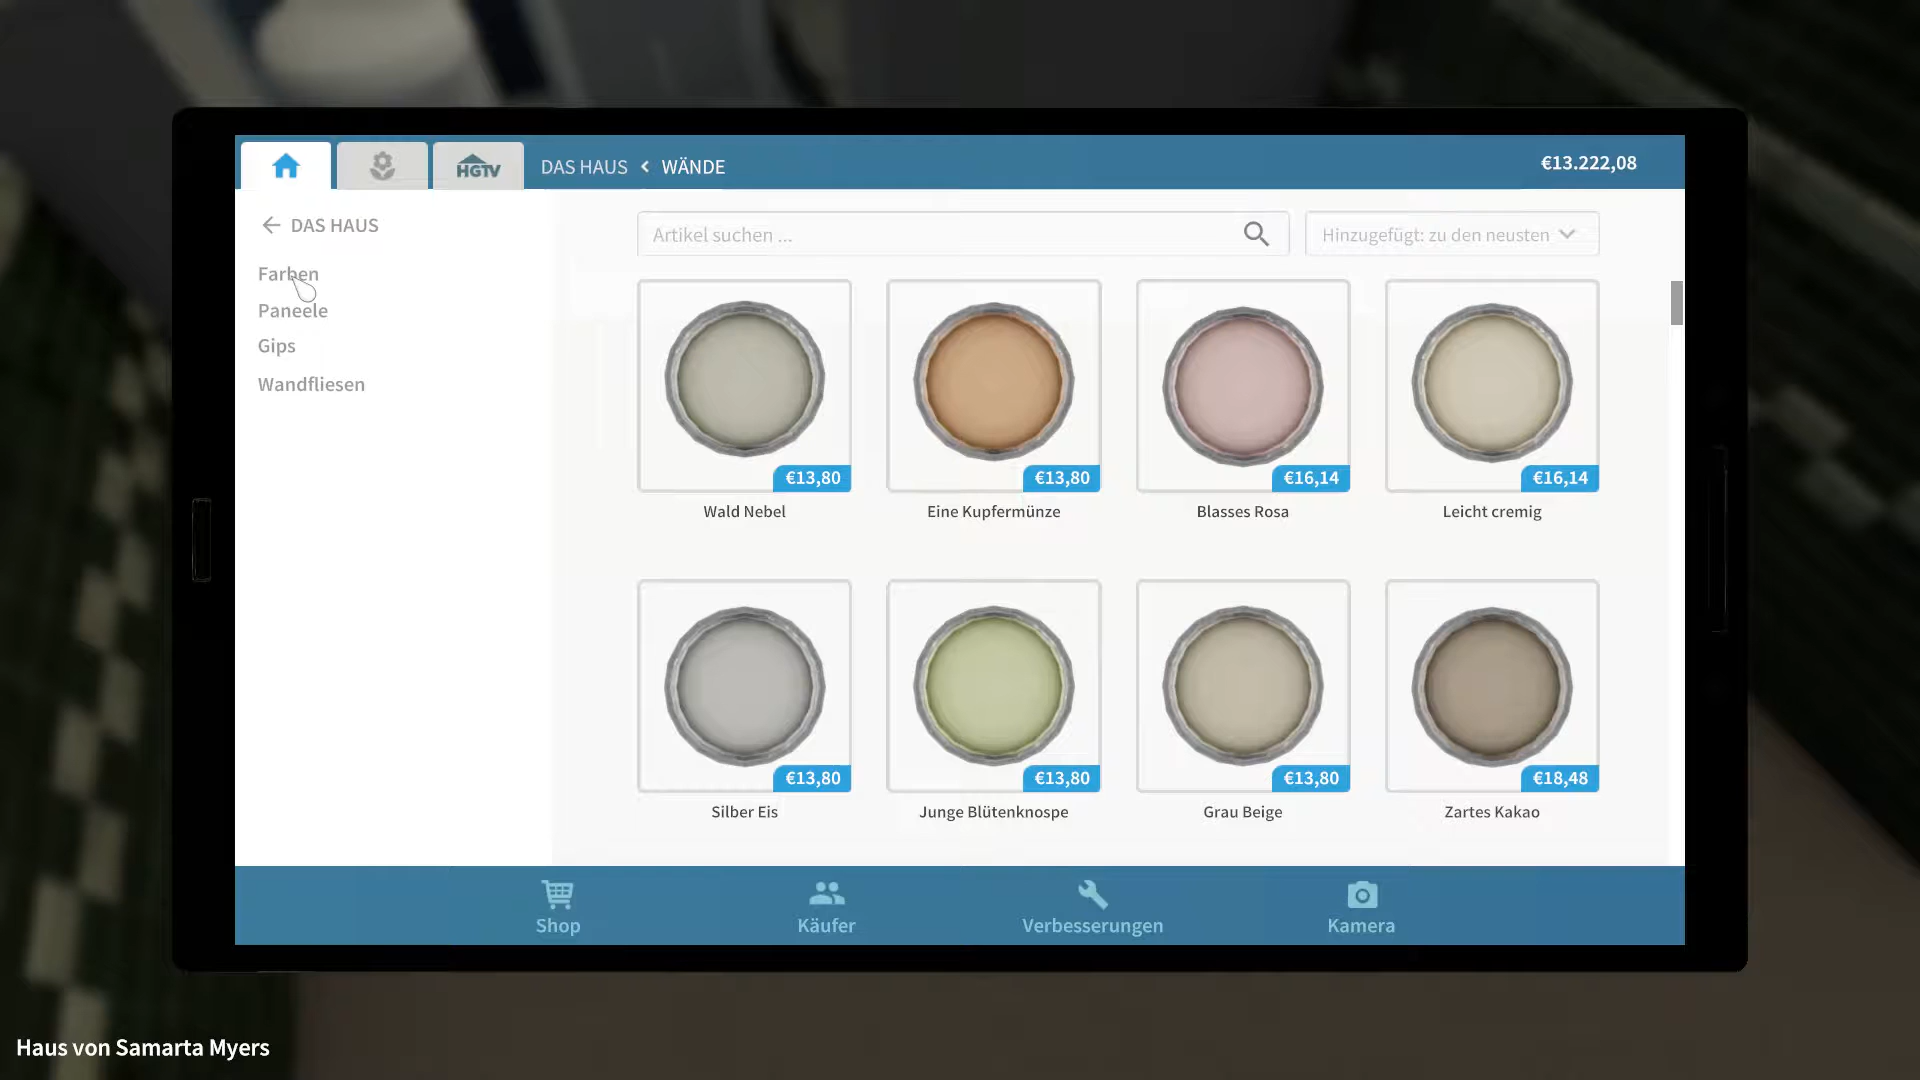 HGTV
DAS HAUS < WÄNDE
€13.222,08
DAS HAUS
Farben
Paneele
Gips
Wandfliesen
Artikel suchen ...
Hinzugefügt: zu den neusten
€13,80
€13,80
€16,14
€16,14
Wald Nebel
Eine Kupfermünze
Blasses Rosa
Leicht cremig
€13,80
€13,80
€13,80
€18,48
Silber Eis
Junge Blütenknospe
Grau Beige
Zartes Kakao
Shop
Käufer
Verbesserungen
Kamera
Haus von Samarta Myers